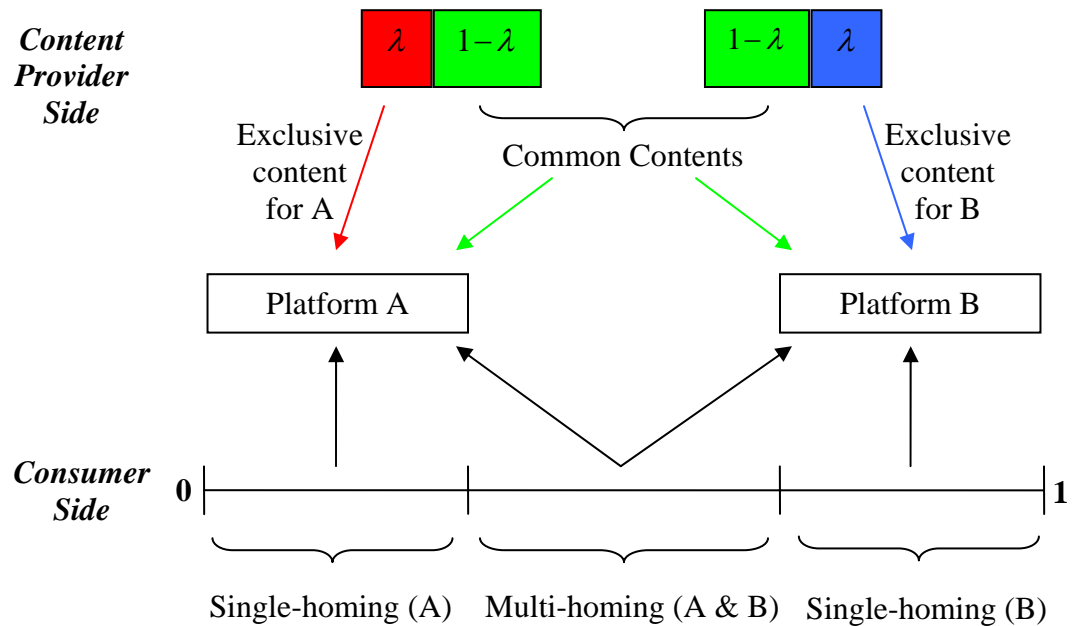 Content
Provider
Side
λ
1−λ
1−λ
λ
Exclusive
content
for A
Common Contents
Exclusive
content
for B
Platform A
Platform B
Consumer
Side
0
1
Single-homing (A)
Multi-homing (A & B)
Single-homing (B)